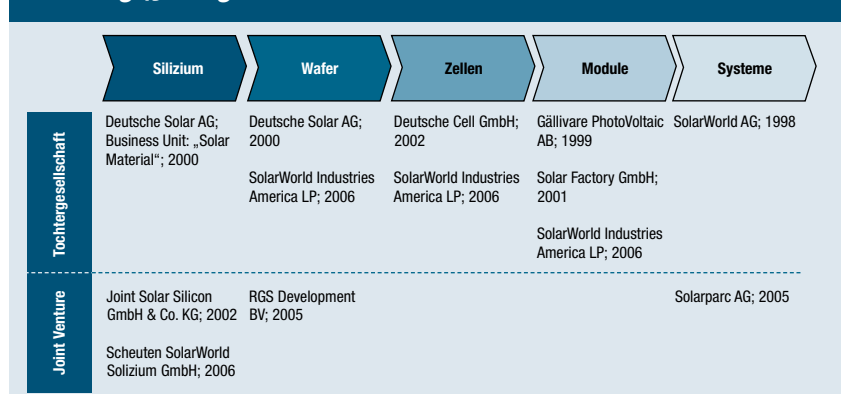 Silizium
Wafer
Zellen
Module
Systeme
Tochtergesellschaft
Deutsche Solar AG;
Business Unit: „Solar
Material“; 2000
Deutsche Solar AG;
2000
SolarWorld Industries
America LP; 2006
Deutsche Cell GmbH;
2002
SolarWorld Industries
America LP; 2006
Gällivare PhotoVoltaic
AB; 1999
Solar Factory GmbH;
2001
SolarWorld Industries
America LP; 2006
SolarWorld AG; 1998
Joint Venture
Joint Solar Silicon
GmbH & Co. KG; 2002
Scheuten SolarWorld
Solizium GmbH; 2006
RGS Development
BV; 2005
Solarparc AG; 2005